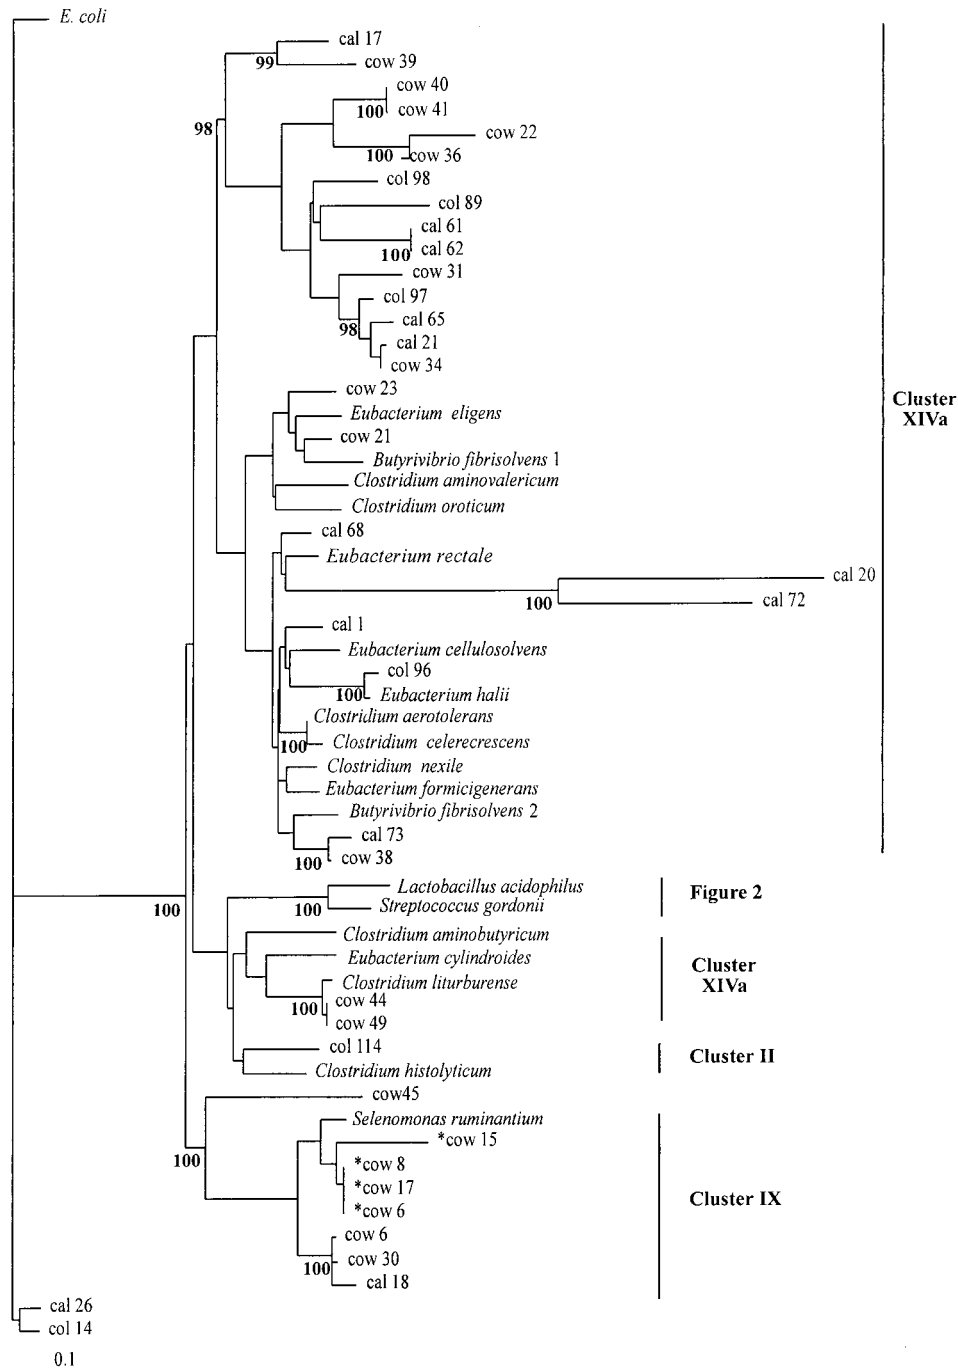 E. coli
cal 17
99
cow 39
cow 40
100
cow 41
98
cow 22
100
cow 36
col 98
col 89
cal 61
cal 62
100
cow 31
col 97
cal 65
98
cal 21
cow 34
cow 23
Cluster
XIVa
Eubacterium eligens
cow 21
Butyrivibrio fibrisolvens 1
Clostridium aminovalericum
Clostridium oroticum
cal 68
Eubacterium rectale
cal 20
100
cal 72
cal 1
Eubacterium cellulosolvens
col 96
100
Eubacterium halii
Clostridium aerotolerans
100
Clostridium celerecrescens
Clostridium nexile
Eubacterium formicigenerans
Butyrivibrio fibrisolvens 2
cal 73
100
cow 38
Lactobacillus acidophilus
Figure 2
100
100
Streptococcus gordonii
Clostridium aminobutyricum
Eubacterium cylindroides
Cluster
XIVa
Clostridium liturburense
100
cow 44
cow 49
col 114
Cluster II
Clostridium histolyticum
cow45
Selenomonas ruminantium
*cow 15
100
*cow 8
*cow 17
Cluster IX
*cow 6
cow 6
cow 30
100
cal 18
cal 26
col 14
0.1